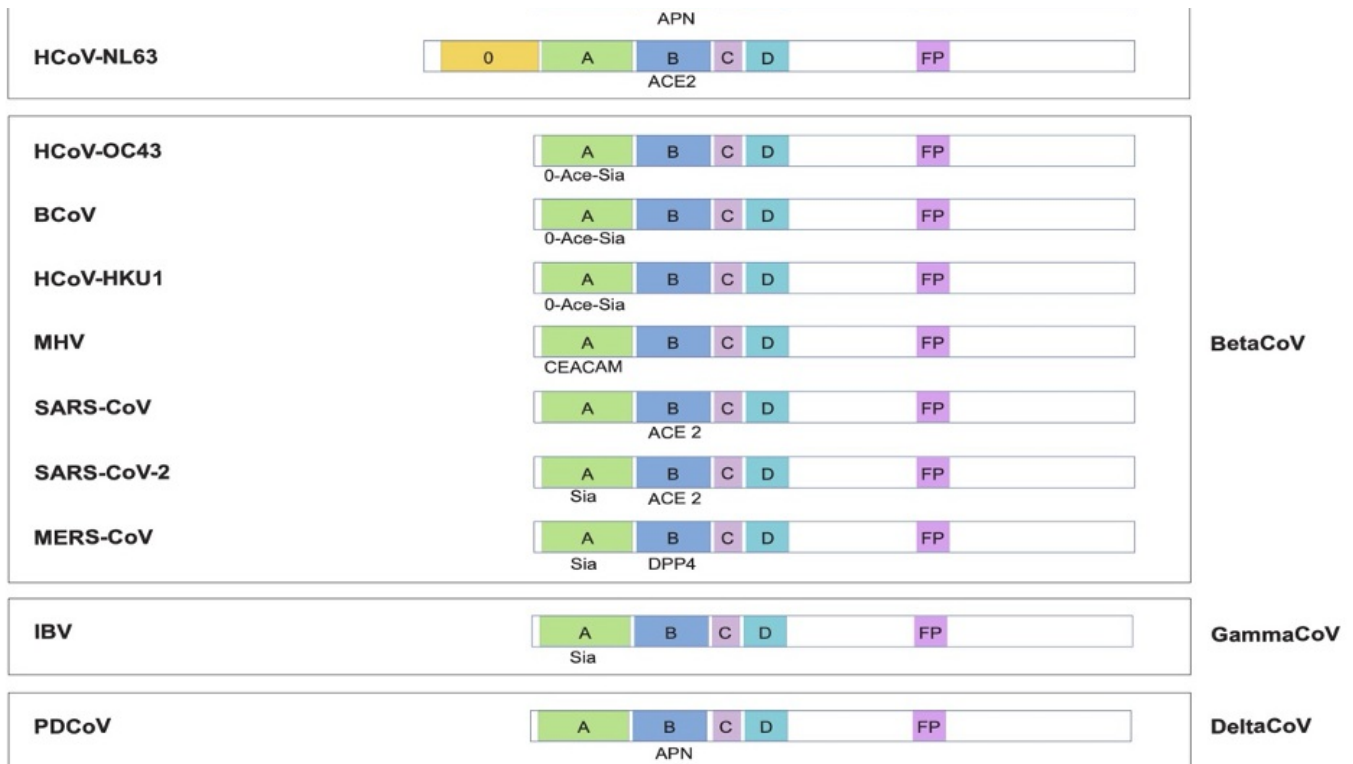 APN
HCoV-NL63 0 A B C D FP
ACE2
HCoV-OC43 A B C D FP
0-Ace-Sia
BCoV A B C D FP
0-Ace-Sia
HCoV-HKU1 A B C D FP
0-Ace-Sia
MHV A B C D FP BetaCoV
CEACAM
SARS-CoV A B C D FP
ACE 2
SARS-CoV-2 A B C D FP
Sia ACE 2
MERS-CoV A B C D FP
Sia DPP4
IBV A B C D FP GammaCoV
Sia
PDCoV A B C D FP DeltaCoV
APN